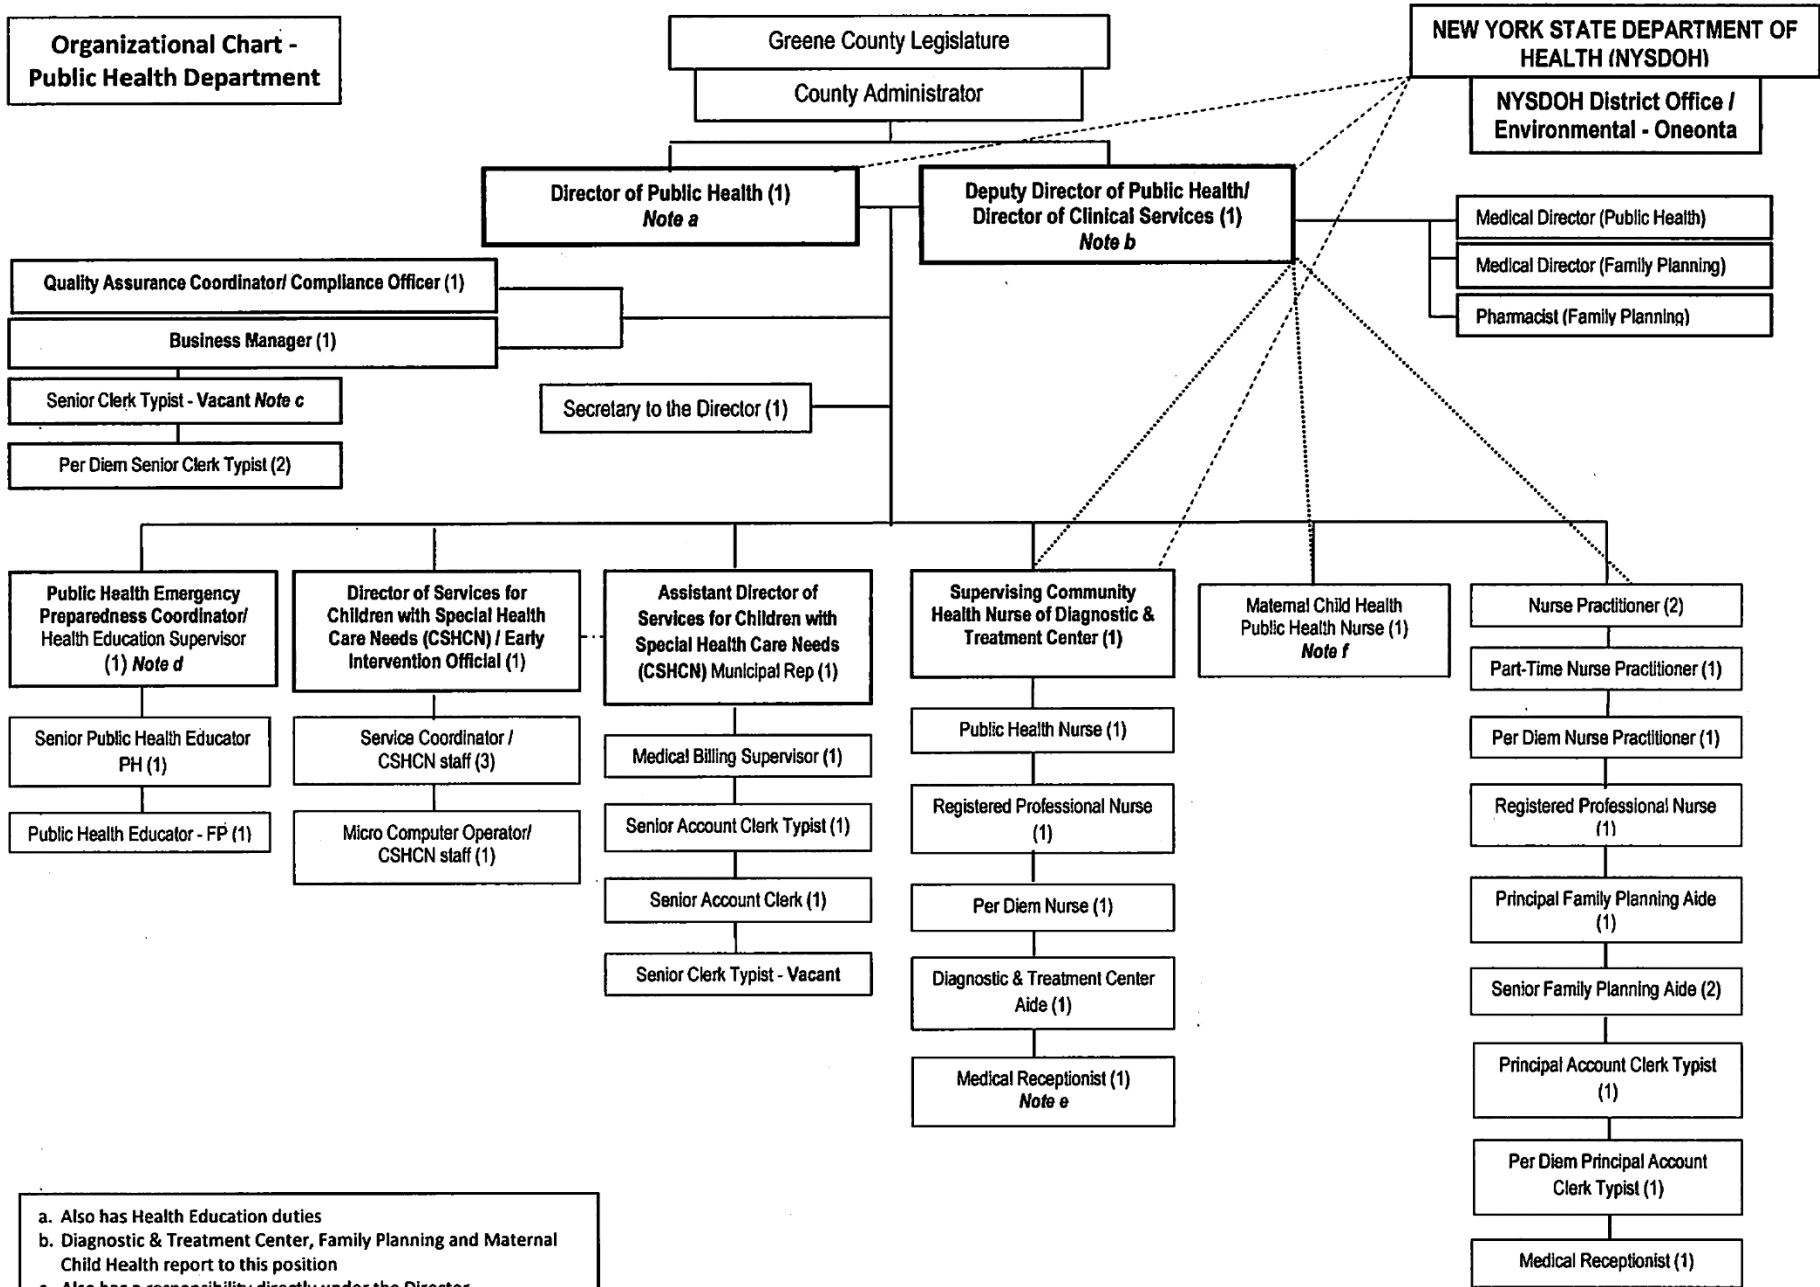 Organizational Chart -
Public Health Department
Greene County Legislature
County Administrator
NEW YORK STATE DEPARTMENT OF
HEALTH (NYSDOH)
NYSDOH District Office /
Environmental - Oneonta
Director of Public Health (1)
Note a
Deputy Director of Public Health/
Director of Clinical Services (1)
Note b
Medical Director (Public Health)
Medical Director (Family Planning)
Pharmacist (Family Planning)
Quality Assurance Coordinator/ Compliance Officer (1)
Business Manager (1)
Senior Clerk Typist - Vacant Note c
Per Diem Senior Clerk Typist (2)
Secretary to the Director (1)
Public Health Emergency
Preparedness Coordinator/
Health Education Supervisor
(1) Note d
Senior Public Health Educator
PH (1)
Public Health Educator - FP (1)
Director of Services for
Children with Special Health
Care Needs (CSHCN) / Early
Intervention Official (1)
Service Coordinator /
CSHCN staff (3)
Micro Computer Operator/
CSHCN staff (1)
Assistant Director of
Services for Children with
Special Health Care Needs
(CSHCN) Municipal Rep (1)
Medical Billing Supervisor (1)
Senior Account Clerk Typist (1)
Senior Account Clerk (1)
Senior Clerk Typist - Vacant
Supervising Community
Health Nurse of Diagnostic &
Treatment Center (1)
Public Health Nurse (1)
Registered Professional Nurse
(1)
Per Diem Nurse (1)
Diagnostic & Treatment Center
Aide (1)
Medical Receptionist (1)
Note e
Maternal Child Health
Public Health Nurse (1)
Note f
Nurse Practitioner (2)
Part-Time Nurse Practitioner (1)
Per Diem Nurse Practitioner (1)
Registered Professional Nurse
(1)
Principal Family Planning Aide
(1)
Senior Family Planning Aide (2)
Principal Account Clerk Typist
(1)
Per Diem Principal Account
Clerk Typist (1)
Medical Receptionist (1)
a. Also has Health Education duties
b. Diagnostic & Treatment Center, Family Planning and Maternal
Child Health report to this position
c. Also has a responsibility directly under the Director